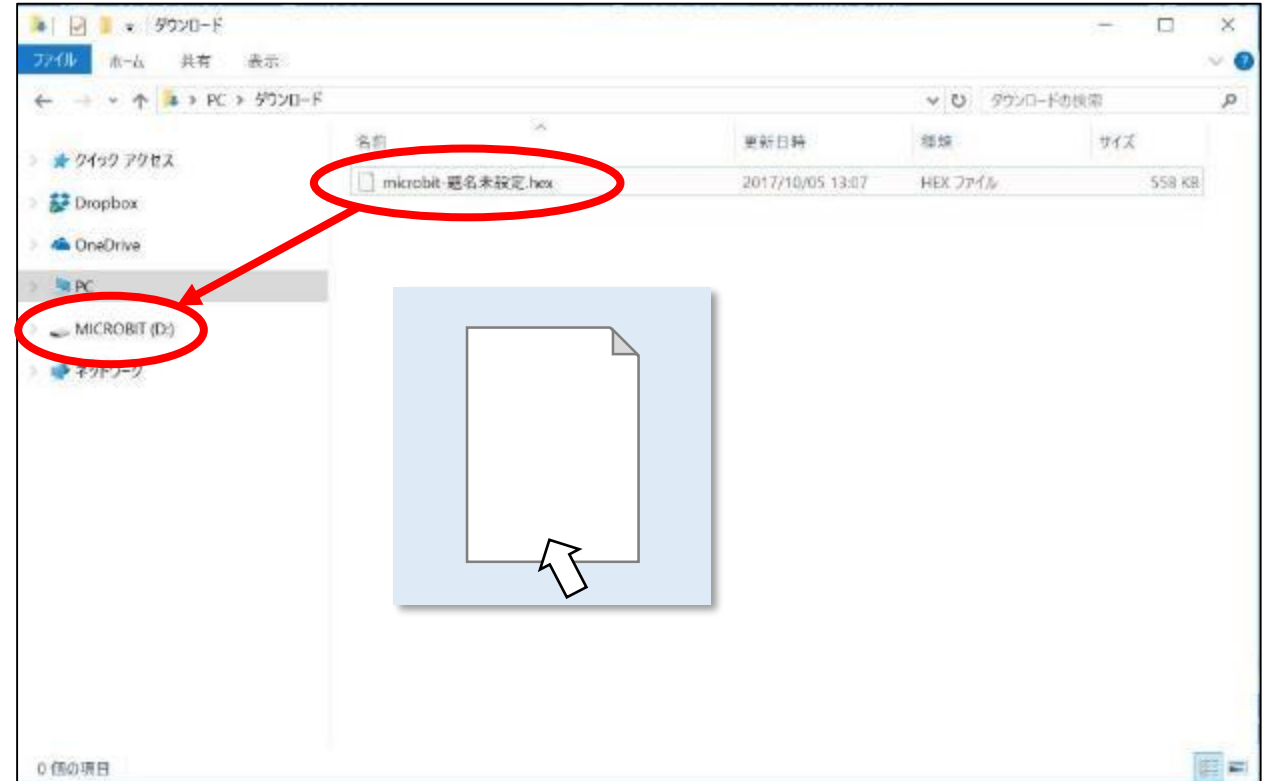 ダウンロード
ファイル ホーム 共有 表示
PC > ダウンロード ダウンロードの検索
名前 更新日時 種類 サイズ
クイック アクセス
microbit-題名未設定.hex 2017/10/05 13:07 HEX ファイル 558 KB
Dropbox
OneDrive
PC
MICROBIT (D:)
ネットワーク
0 個の項目